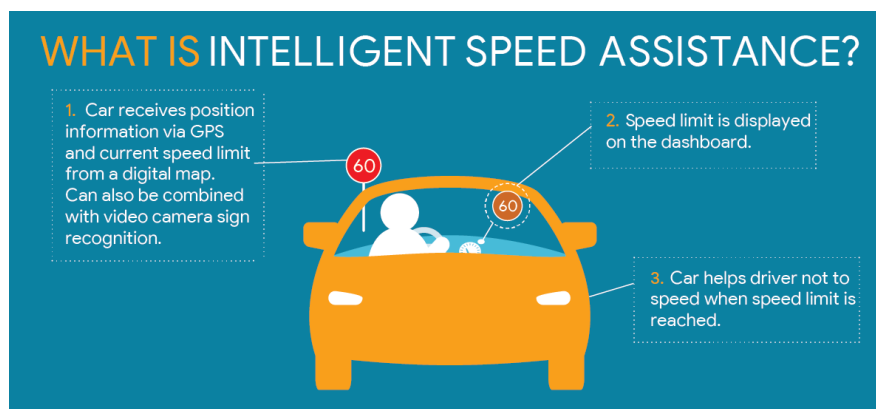 WHAT IS INTELLIGENT SPEED ASSISTANCE?
1. Car receives position
information via GPS
and current speed limit
from a digital map.
Can also be combined
with video camera sign
recognition.
60
2. Speed limit is displayed
on the dashboard.
60
3. Car helps driver not to
speed when speed limit is
reached.